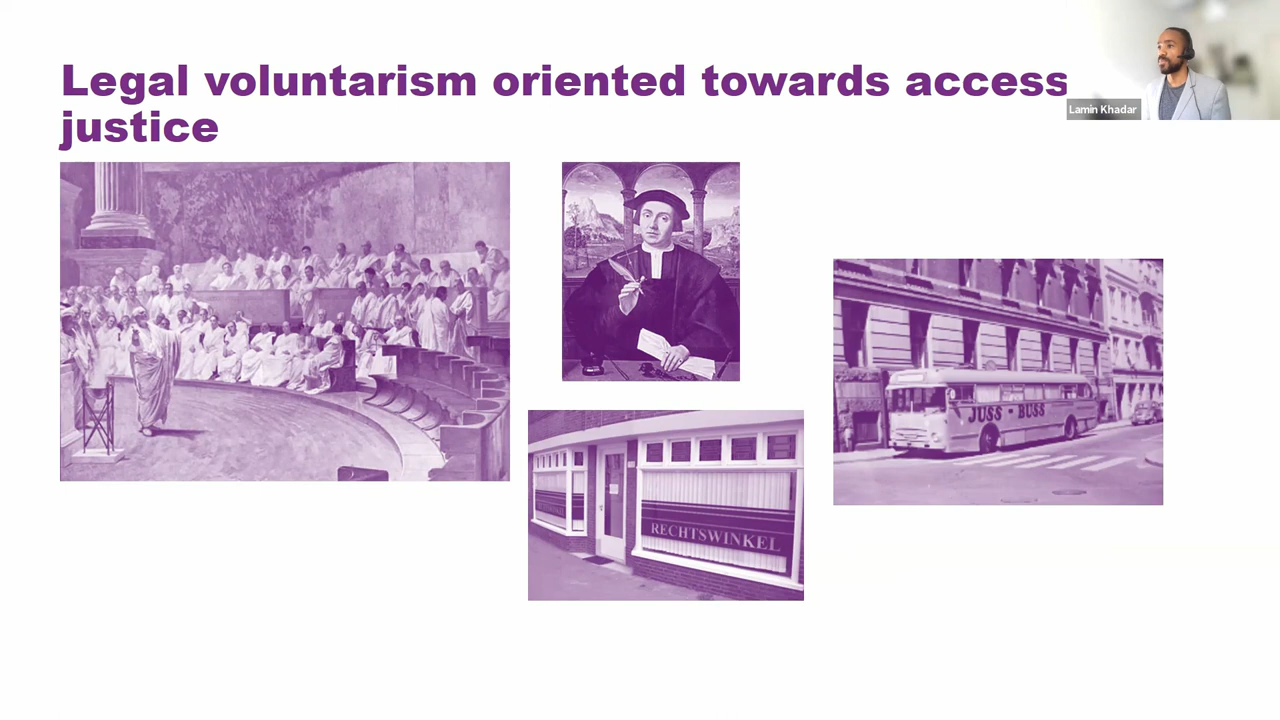 Legal voluntarism oriented towards access
justice
Lamin Khadar
JUSS - BUSS
RECHTSWINKEL